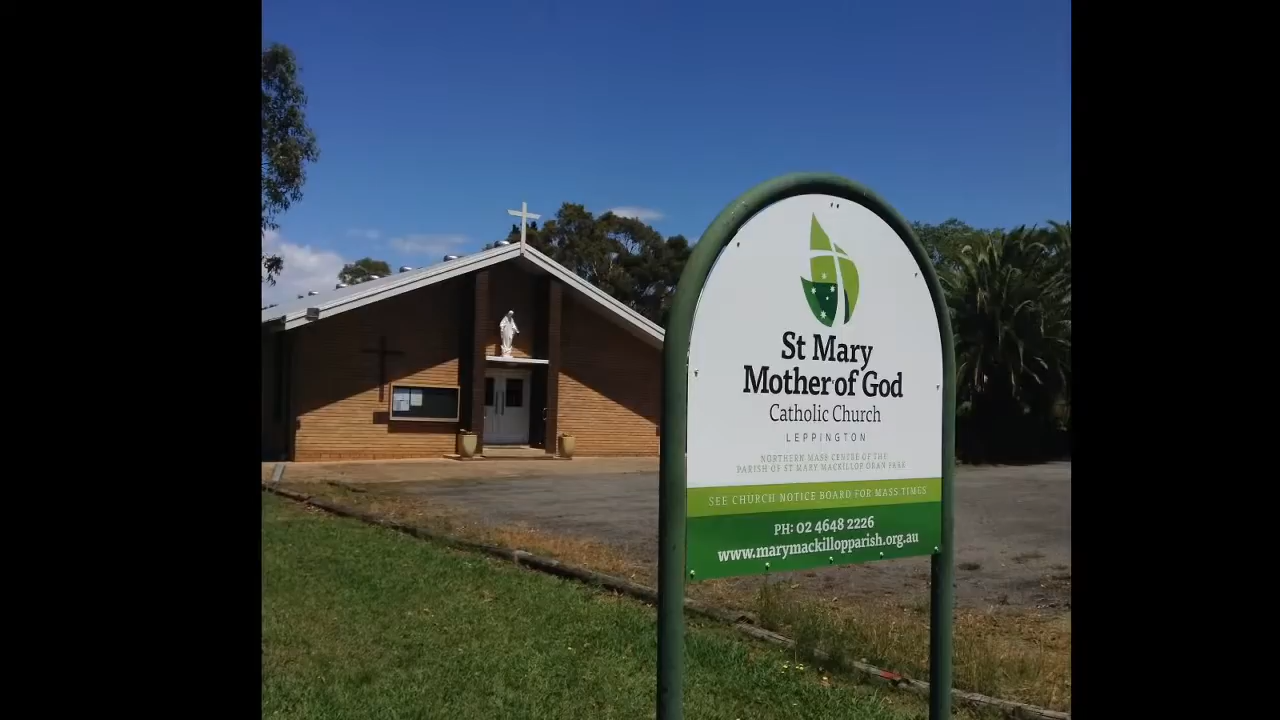 St Mary
Mother of God
Catholic Church
LEPPINGTON
NORTHERN MASS CENTRE OF THE
PARISH OF ST MARY MACKILLOP ORAN PARK
SEE CHURCH NOTICE BOARD FOR MASS TIMES
PH: 02 4648 2226
www.marymackillopparish.org.au